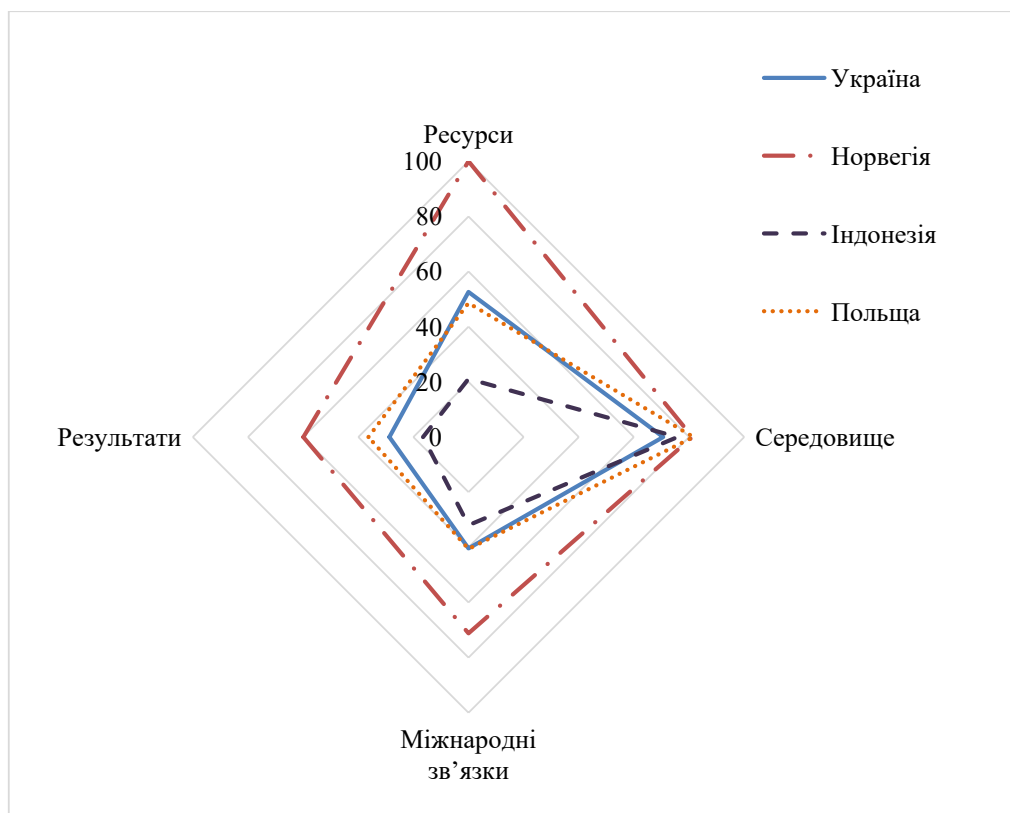 Україна
Норвегія
Індонезія
Польща
Ресурси
100
80
60
40
20
0
Результати
Середовище
Міжнародні
зв’язки